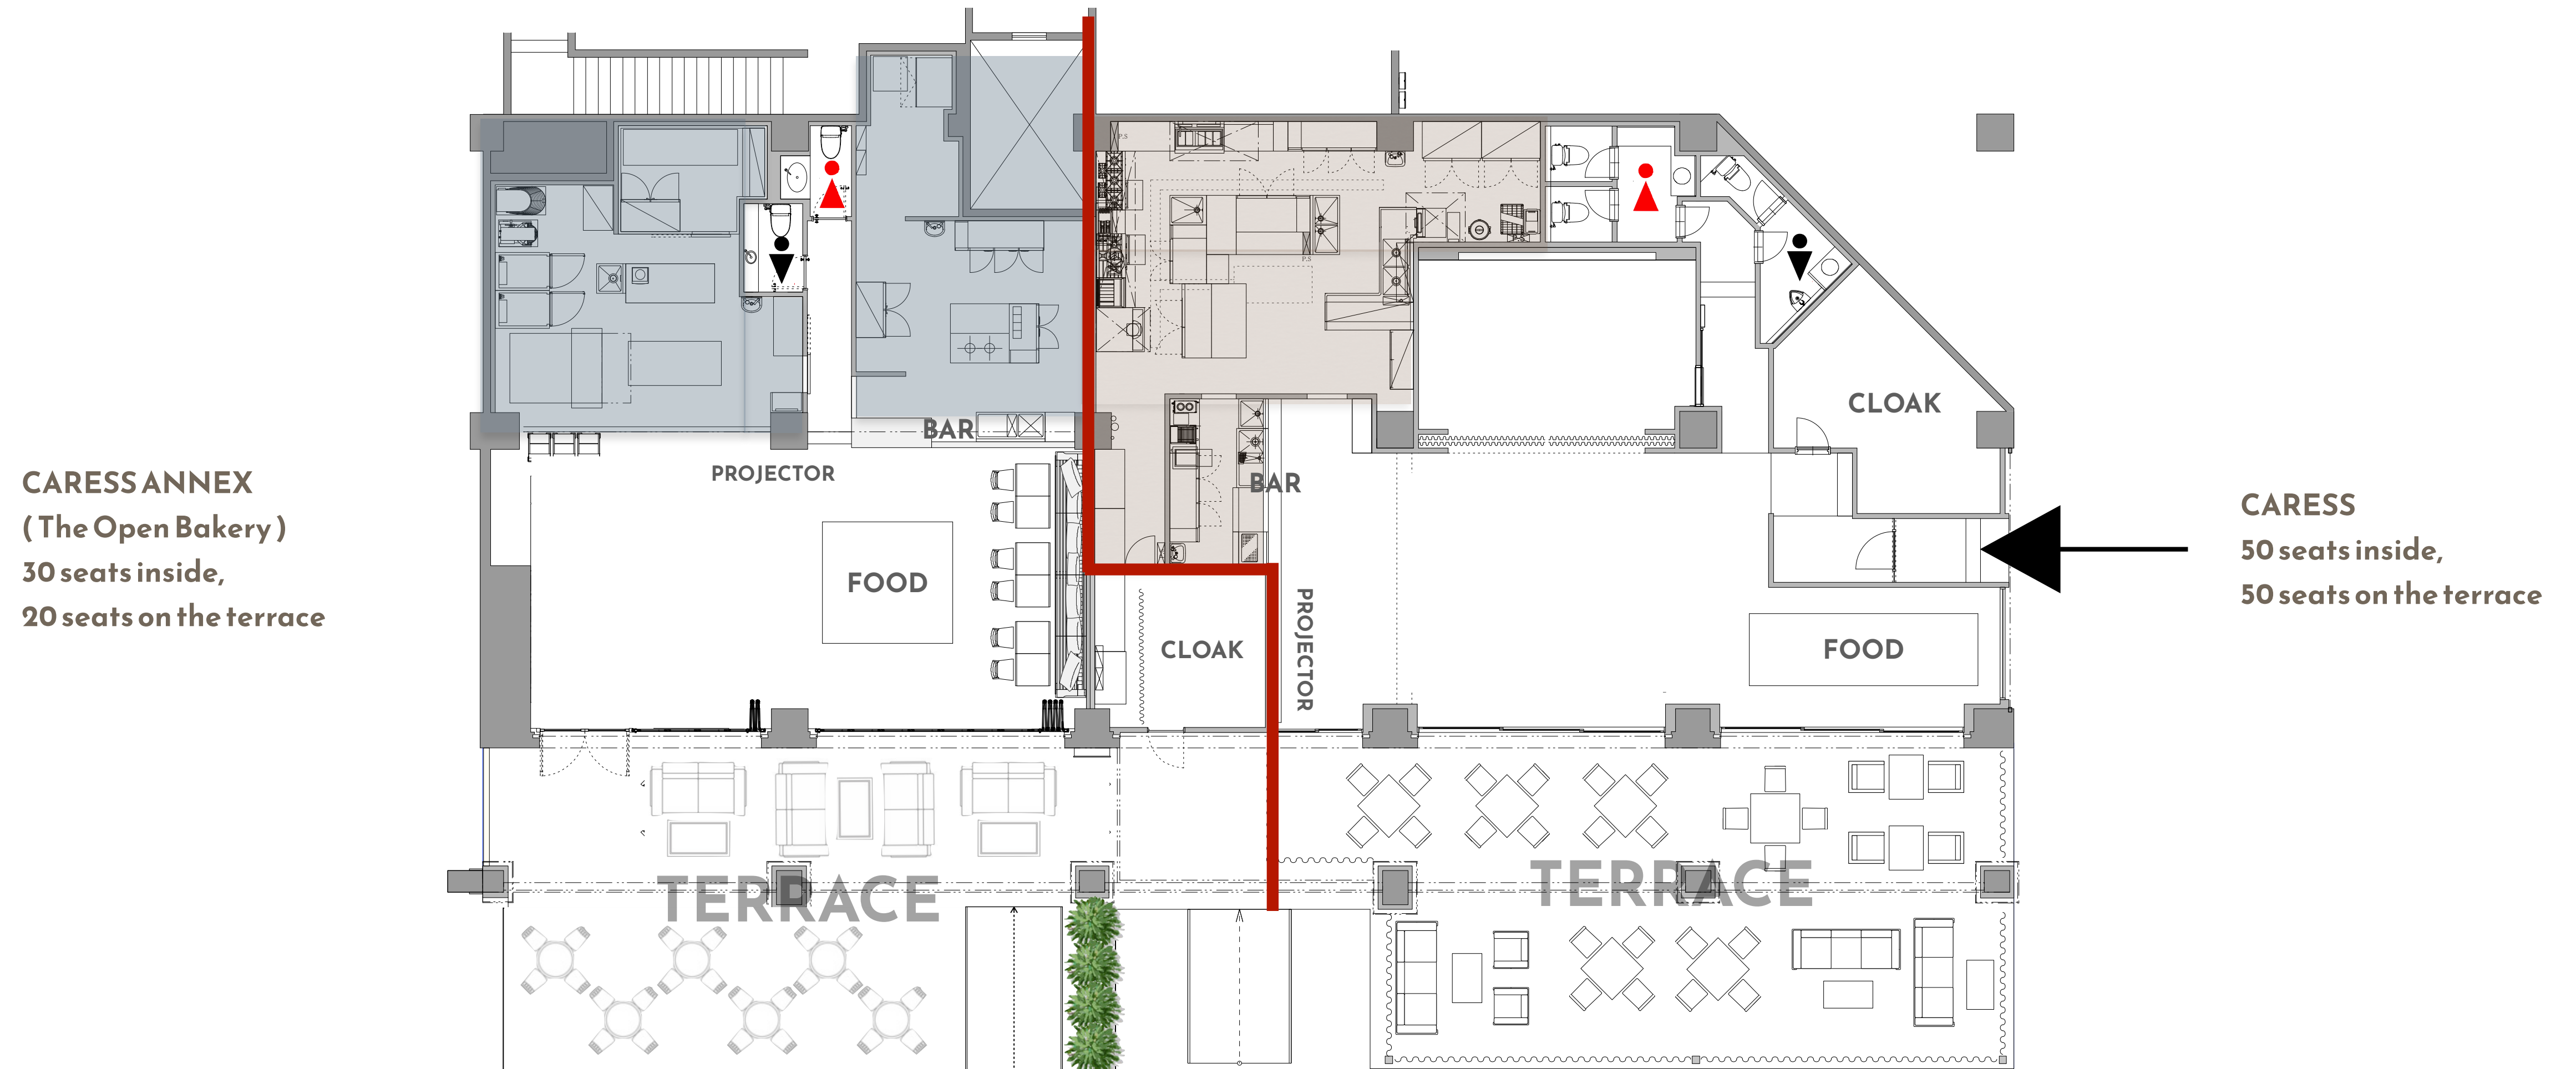 CARESS ANNEX
( The Open Bakery )
30 seats inside,
20 seats on the terrace
BAR
PROJECTOR
FOOD
TERRACE
P.S
P.S
BAR
CLOAK
PROJECTOR
CLOAK
FOOD
TERRACE
CARESS
50 seats inside,
50 seats on the terrace